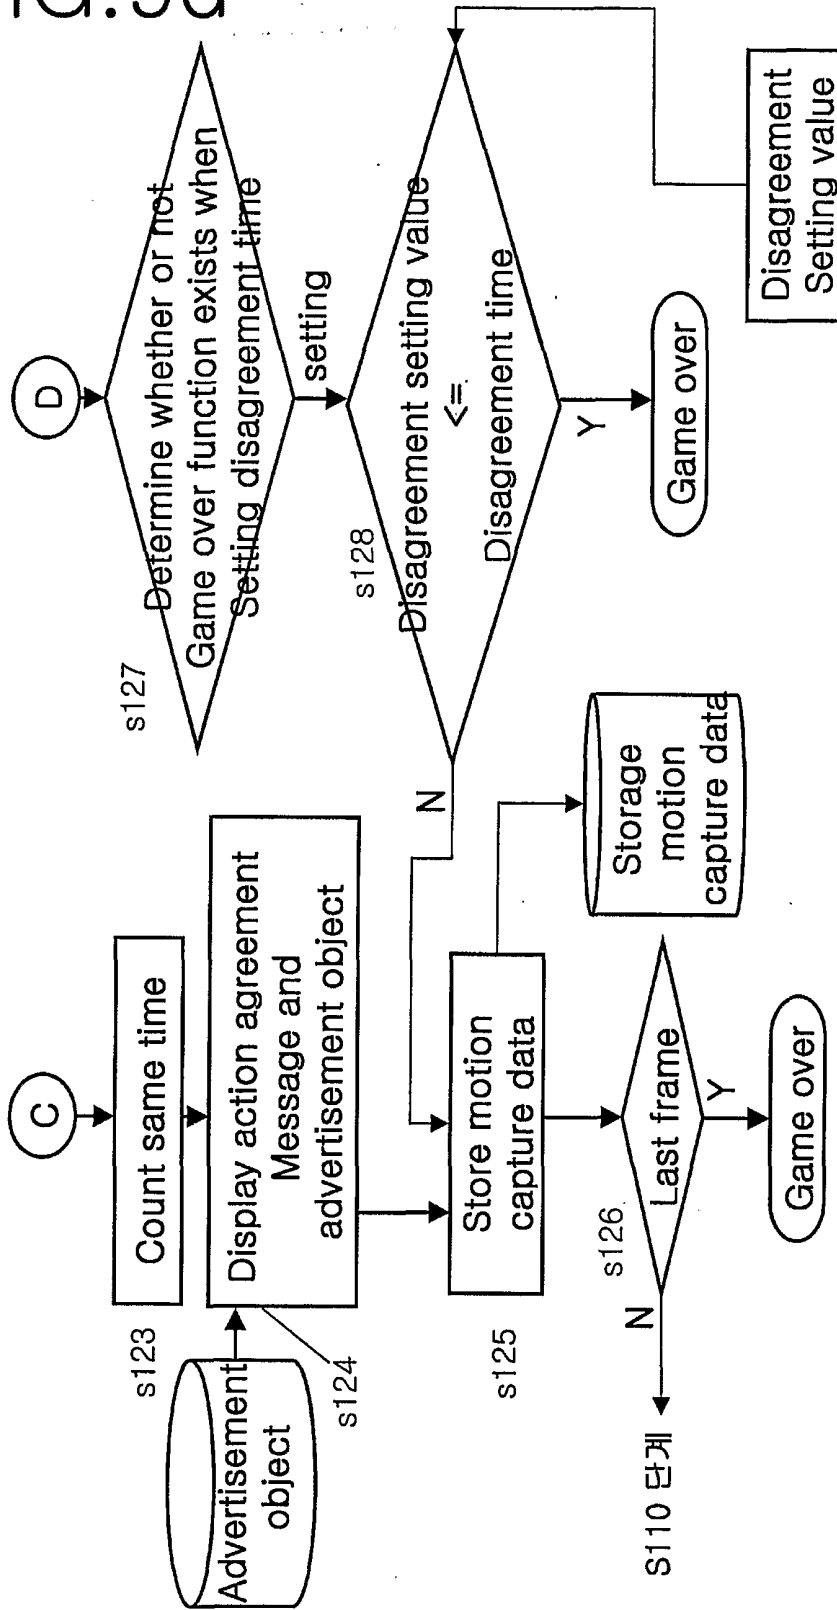 C
Count same time
s123
Advertisement
object
Display action agreement
Message and
advertisement object
s124
Store motion
capture data
s125
Storage
motion
capture data
Last frame
s126
N
S110 단계
Y
Game over
D
Determine whether or not
Game over function exists when
Setting disagreement time
s127
setting
Disagreement setting value
<=
Disagreement time
s128
N
Y
Game over
Disagreement
Setting value